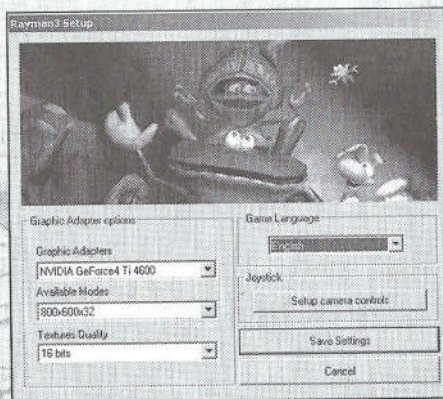 Rayman3 Setup
Graphic Adapter options
Graphic Adapters
NVIDIA GeForce4 Ti 4600
Available Modes
800x600x32
Textures Quality
16 bits
Game Language
English
Joystick
Setup camera controls
Save Settings
Cancel